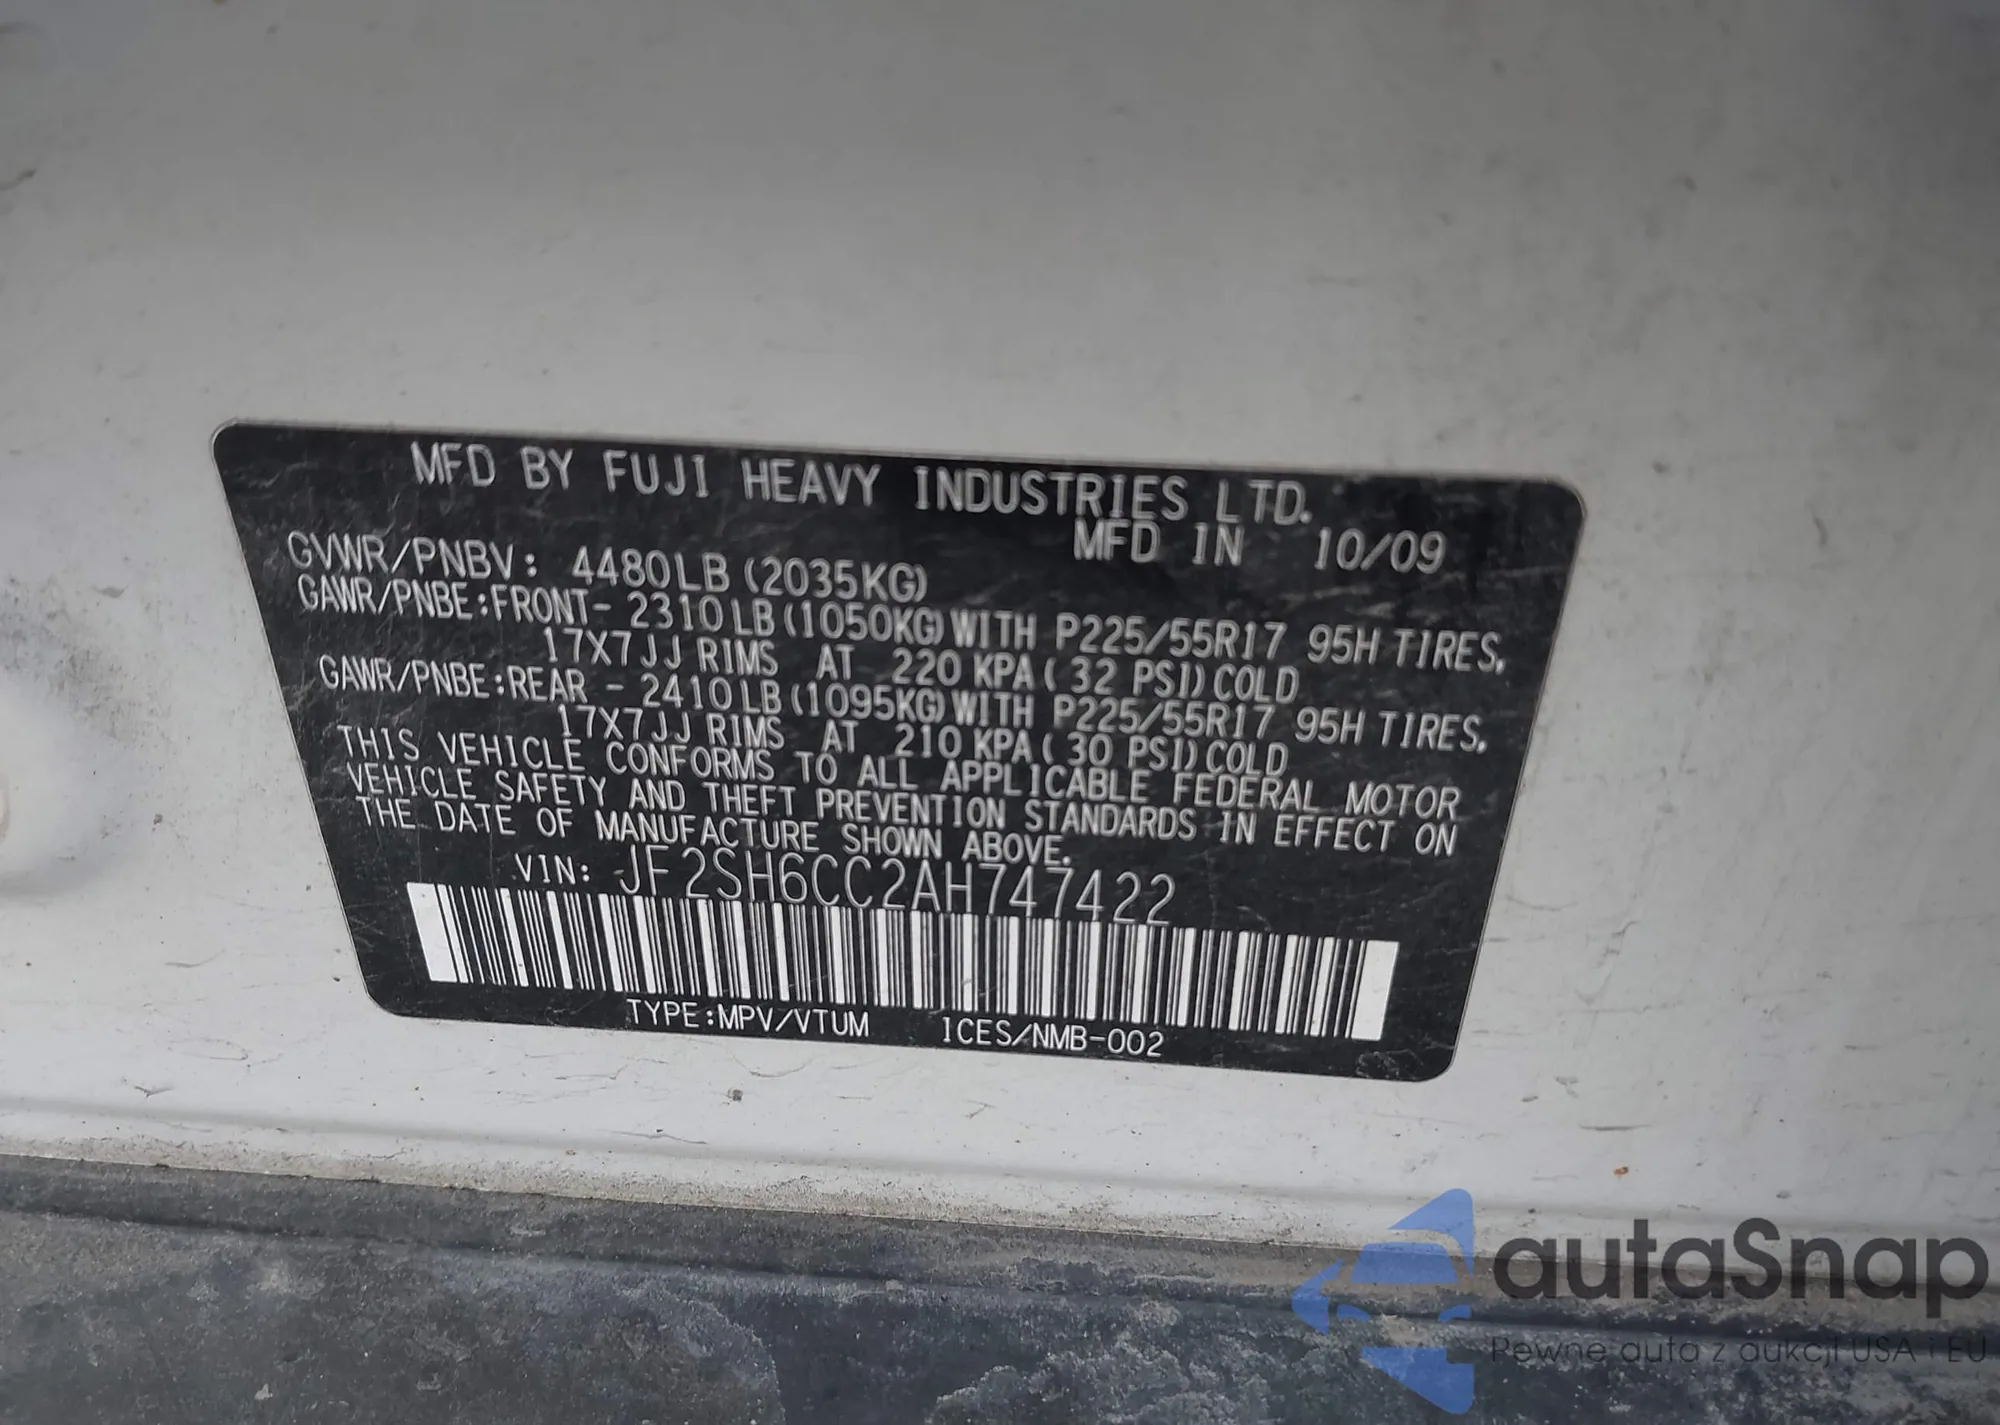 MFD BY FUJI HEAVY INDUSTRIES LTD.
MFD IN 10/09
GVWR/PNBV: 4480LB (2035KG)
GAWR/PNBE:FRONT- 2310LB(1050KG)WITH P225/55R17 95H TIRES,
17X7JJ RIMS AT 220 KPA( 32 PSI)COLD
GAWR/PNBE:REAR - 2410LB(1095KG)WITH P225/55R17 95H TIRES,
17X7JJ RIMS AT 210 KPA( 30 PSI)COLD
THIS VEHICLE CONFORMS TO ALL APPLICABLE FEDERAL MOTOR
VEHICLE SAFETY AND THEFT PREVENTION STANDARDS IN EFFECT ON
THE DATE OF MANUFACTURE SHOWN ABOVE.
VIN: JF2SH6CC2AH747422
TYPE:MPV/VTUM ICES/NMB-002
autaSnap
Pewne auta z aukcji USA i EU